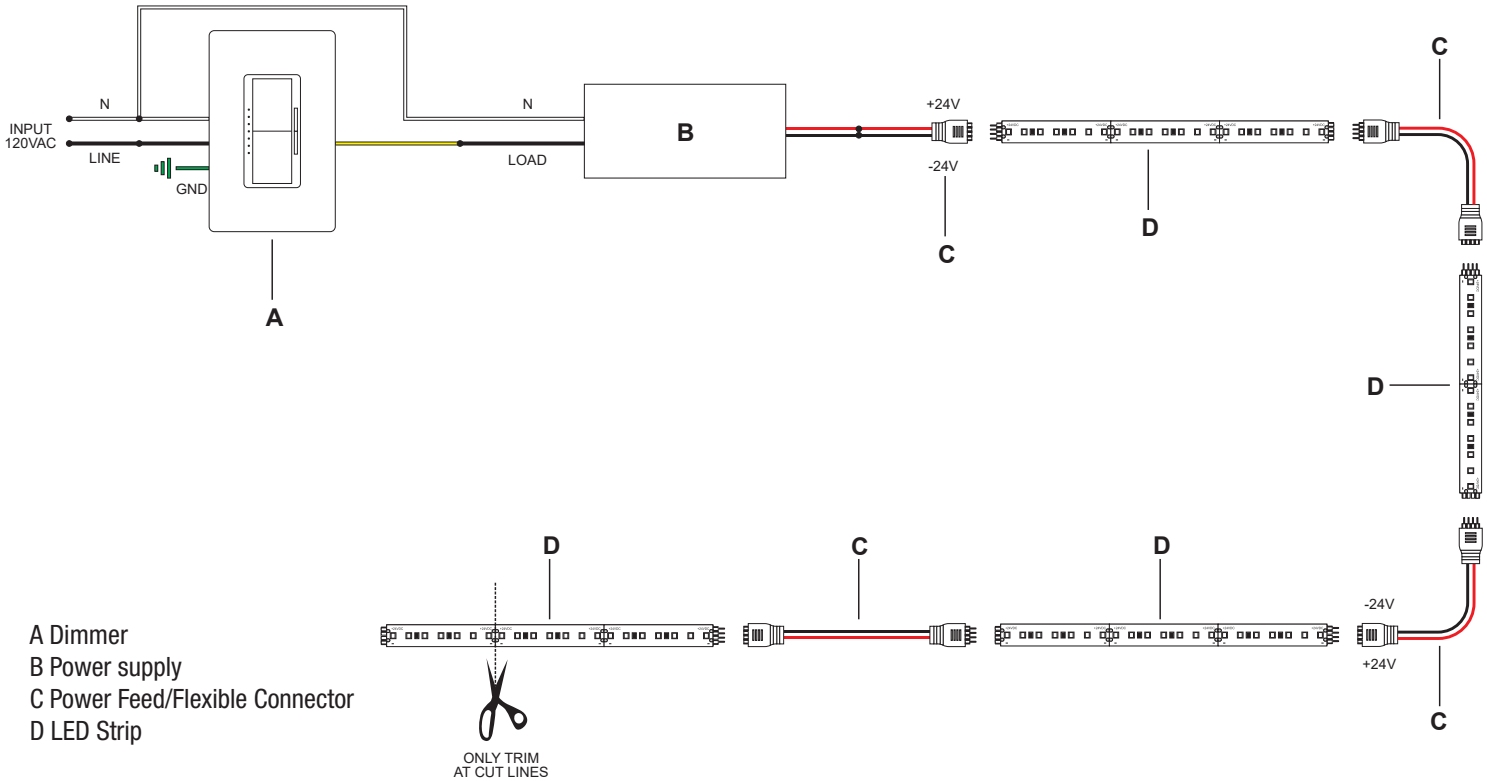 C
N
N
INPUT
120VAC
LINE
GND
LOAD
B
+24V
-24V
C
D
A
D
D
C
D
-24V
+24V
C
A Dimmer
B Power supply
C Power Feed/Flexible Connector
D LED Strip
ONLY TRIM
AT CUT LINES